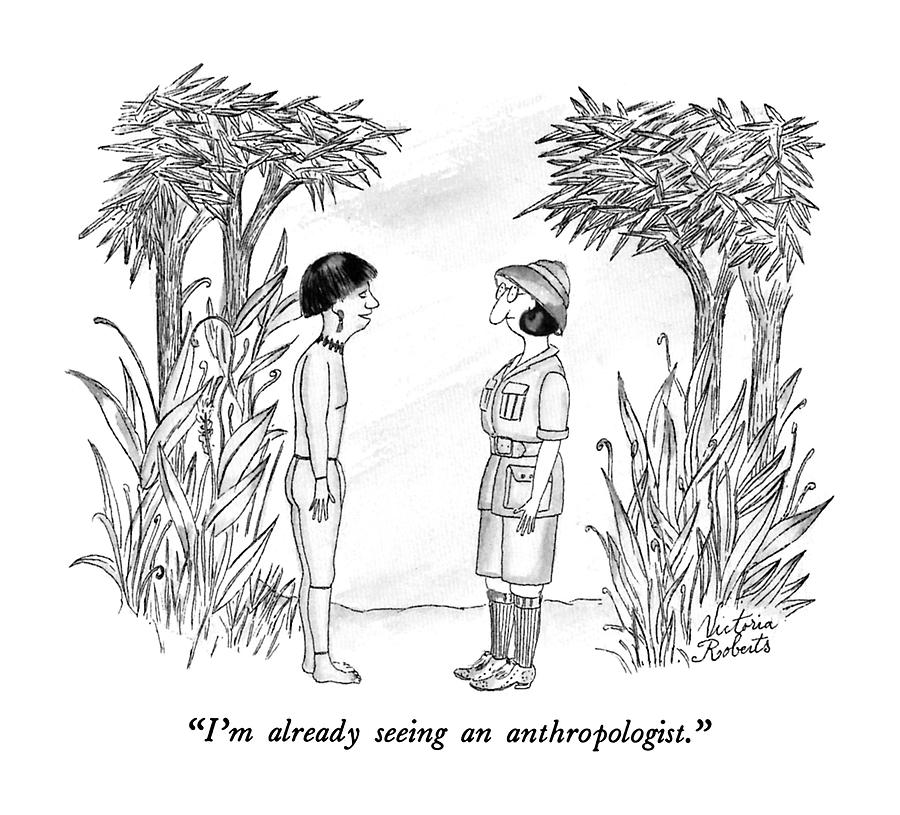 Victoria
Roberts
“I’m already seeing an anthropologist.”